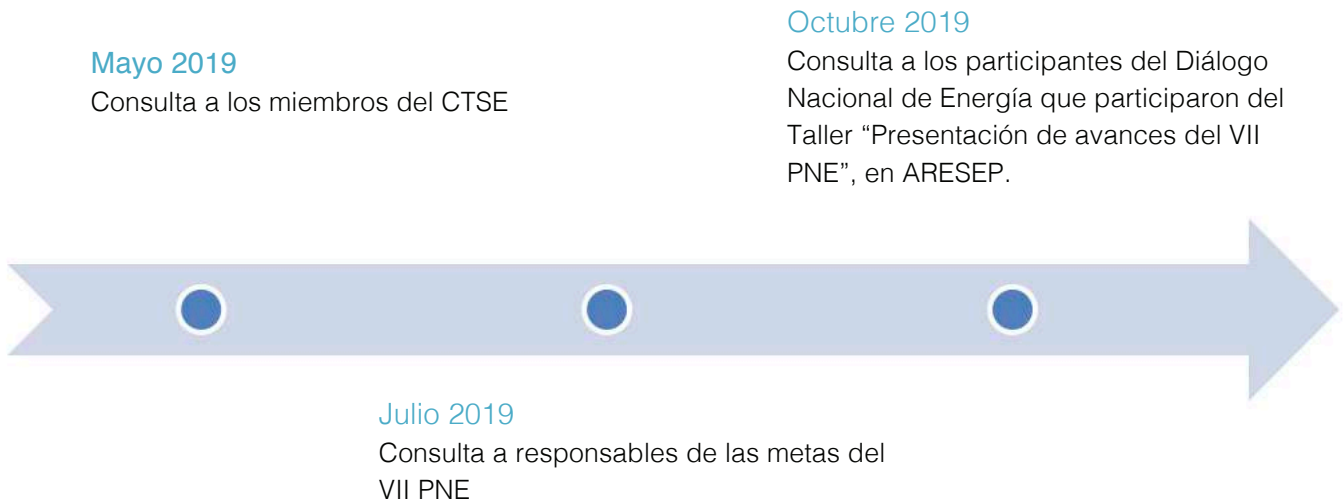 Mayo 2019
Consulta a los miembros del CTSE
Octubre 2019
Consulta a los participantes del Diálogo
Nacional de Energía que participaron del
Taller “Presentación de avances del VII
PNE”, en ARESEP.
Julio 2019
Consulta a responsables de las metas del
VII PNE